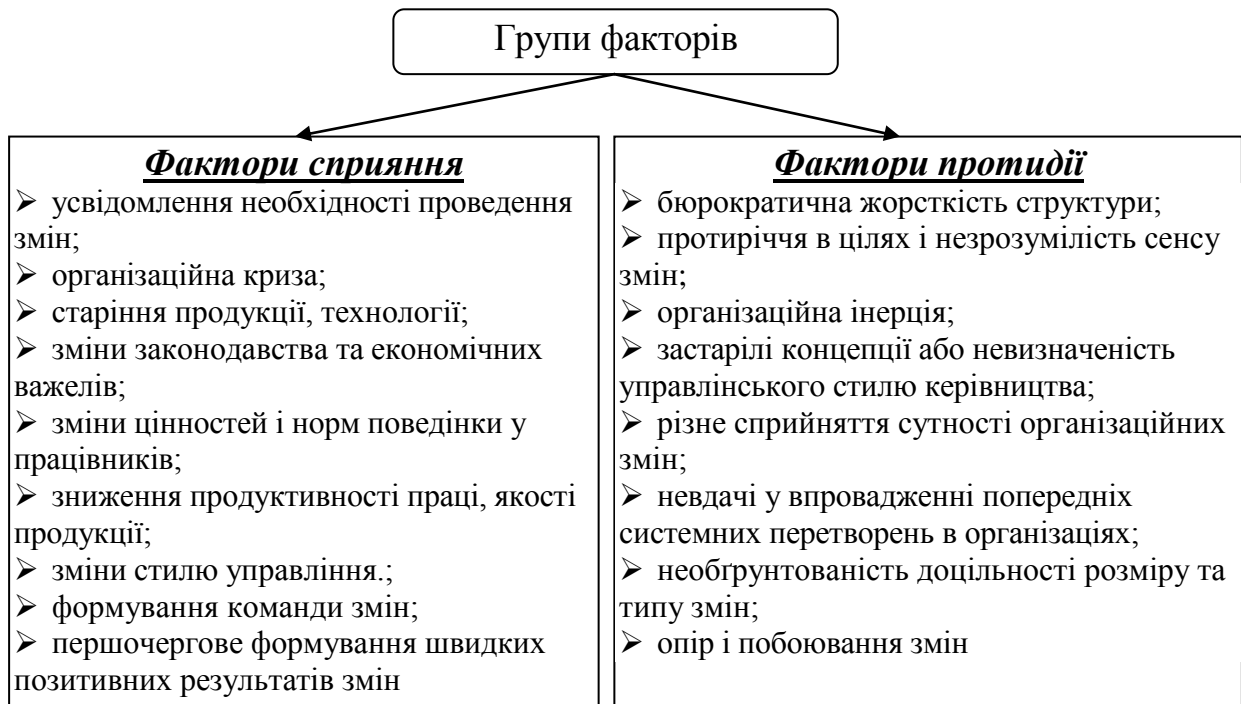 Групи факторів
Фактори сприяння
➢ усвідомлення необхідності проведення
змін;
➢ організаційна криза;
➢ старіння продукції, технології;
➢ зміни законодавства та економічних
важелів;
➢ зміни цінностей і норм поведінки у
працівників;
➢ зниження продуктивності праці, якості
продукції;
➢ зміни стилю управління.;
➢ формування команди змін;
➢ першочергове формування швидких
позитивних результатів змін
Фактори протидії
➢ бюрократична жорсткість структури;
➢ протиріччя в цілях і незрозумілість сенсу
змін;
➢ організаційна інерція;
➢ застарілі концепції або невизначеність
управлінського стилю керівництва;
➢ різне сприйняття сутності організаційних
змін;
➢ невдачі у впровадженні попередніх
системних перетворень в організаціях;
➢ необґрунтованість доцільності розміру та
типу змін;
➢ опір і побоювання змін